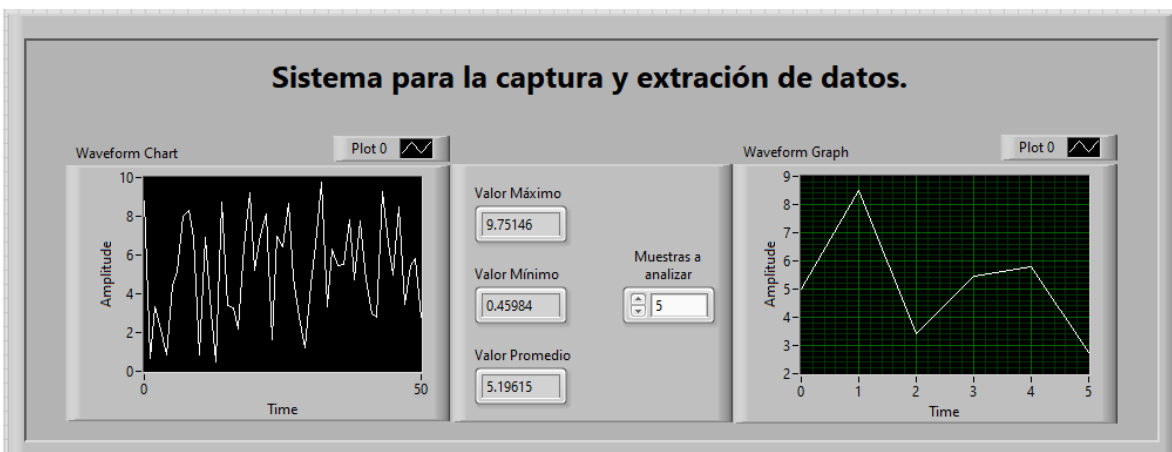 Sistema para la captura y extracción de datos.
Waveform Chart
Plot 0
10
8
6
4
2
0
Amplitude
0
50
Time
Valor Máximo
9.75146
Valor Mínimo
0.45984
Valor Promedio
5.19615
Muestras a
analizar
5
Waveform Graph
Plot 0
9
8
7
6
5
4
3
2
Amplitude
0
1
2
3
4
5
Time